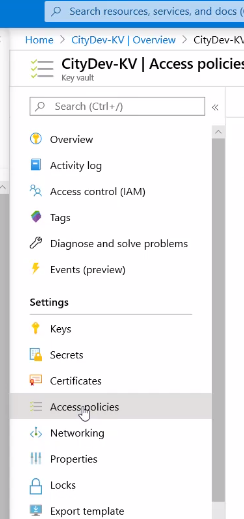 Search resources, services, and docs (
Home > CityDev-KV | Overview > CityDev-KV
CityDev-KV | Access policies
Key vault
Search (Ctrl+/) «
Overview
Activity log
Access control (IAM)
Tags
Diagnose and solve problems
Events (preview)
Settings
Keys
Secrets
Certificates
Access policies
Networking
Properties
Locks
Export template